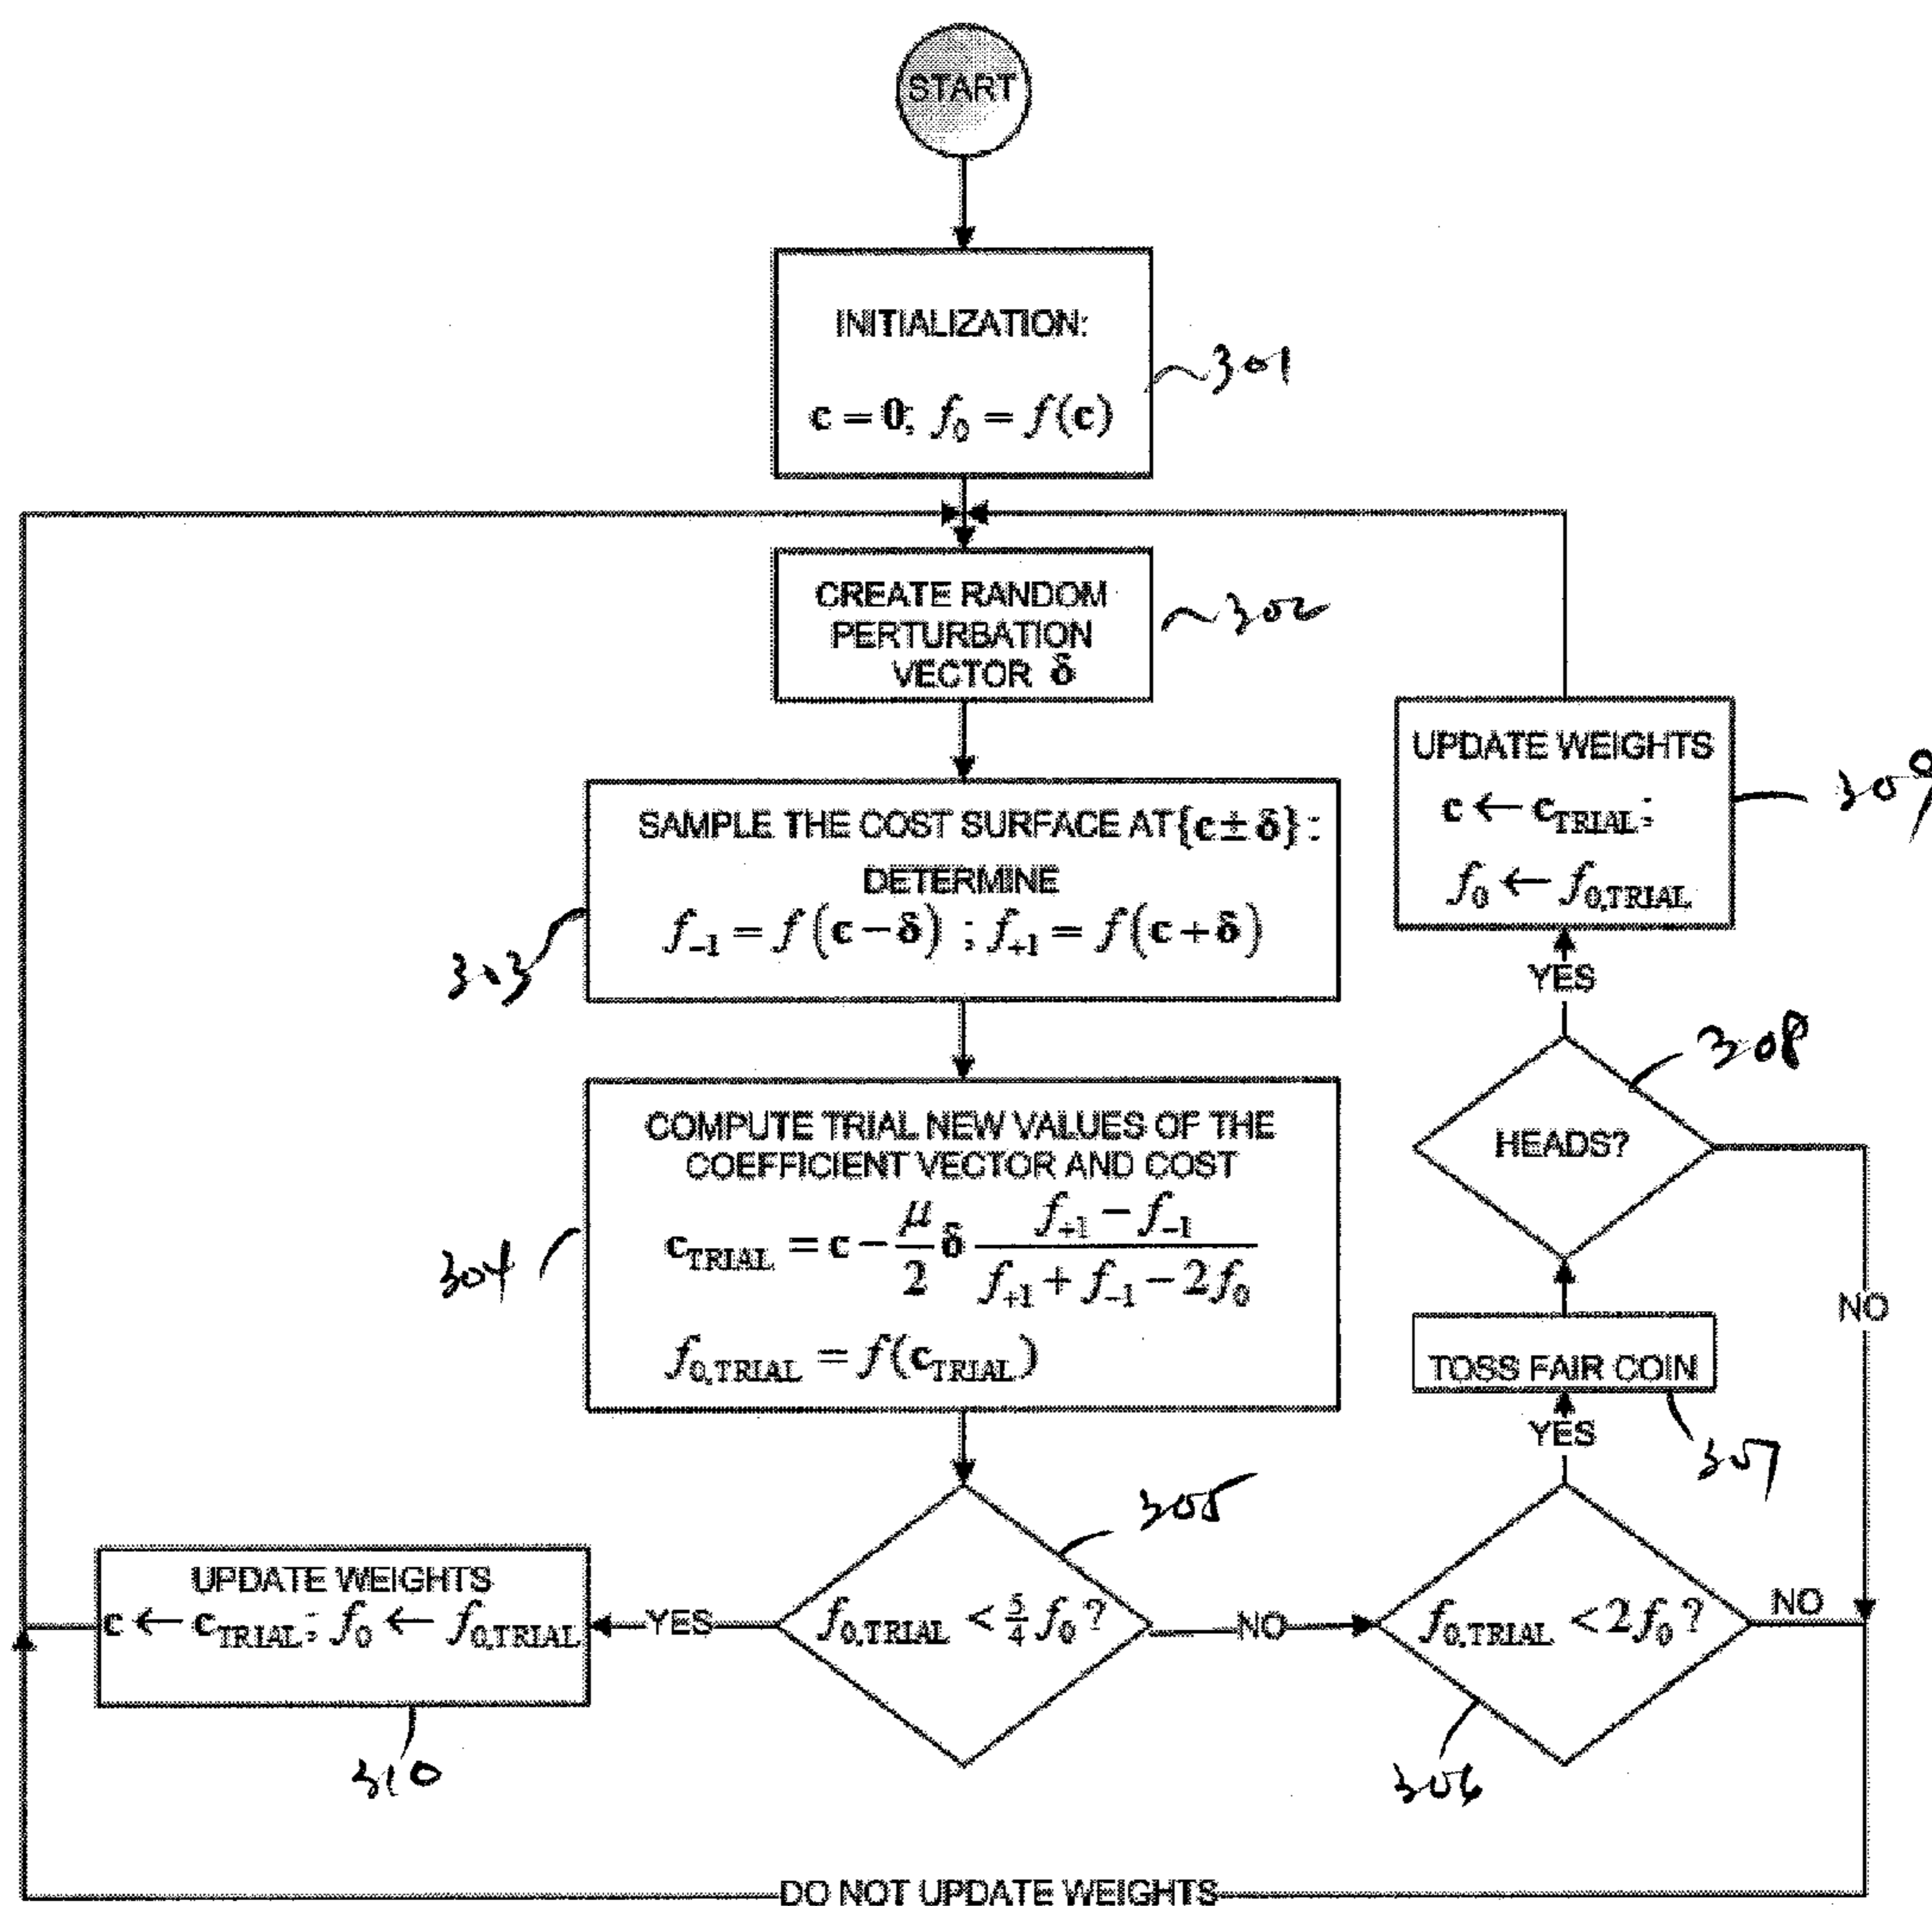 START
INITIALIZATION:
c = 0; f₀ = f(c)
301
CREATE RANDOM
PERTURBATION
VECTOR δ
302
SAMPLE THE COST SURFACE AT {c ± δ} :
DETERMINE
f₋₁ = f(c − δ) ; f₊₁ = f(c + δ)
303
COMPUTE TRIAL NEW VALUES OF THE
COEFFICIENT VECTOR AND COST
c_TRIAL = c − μ/2 δ (f₊₁ − f₋₁)/(f₊₁ + f₋₁ − 2f₀)
f₀,TRIAL = f(c_TRIAL)
304
f₀,TRIAL < 5/4 f₀ ?
305
YES
UPDATE WEIGHTS
c ← c_TRIAL; f₀ ← f₀,TRIAL
310
NO
f₀,TRIAL < 2f₀ ?
306
NO
YES
TOSS FAIR COIN
307
HEADS?
308
NO
YES
UPDATE WEIGHTS
c ← c_TRIAL;
f₀ ← f₀,TRIAL
309
DO NOT UPDATE WEIGHTS